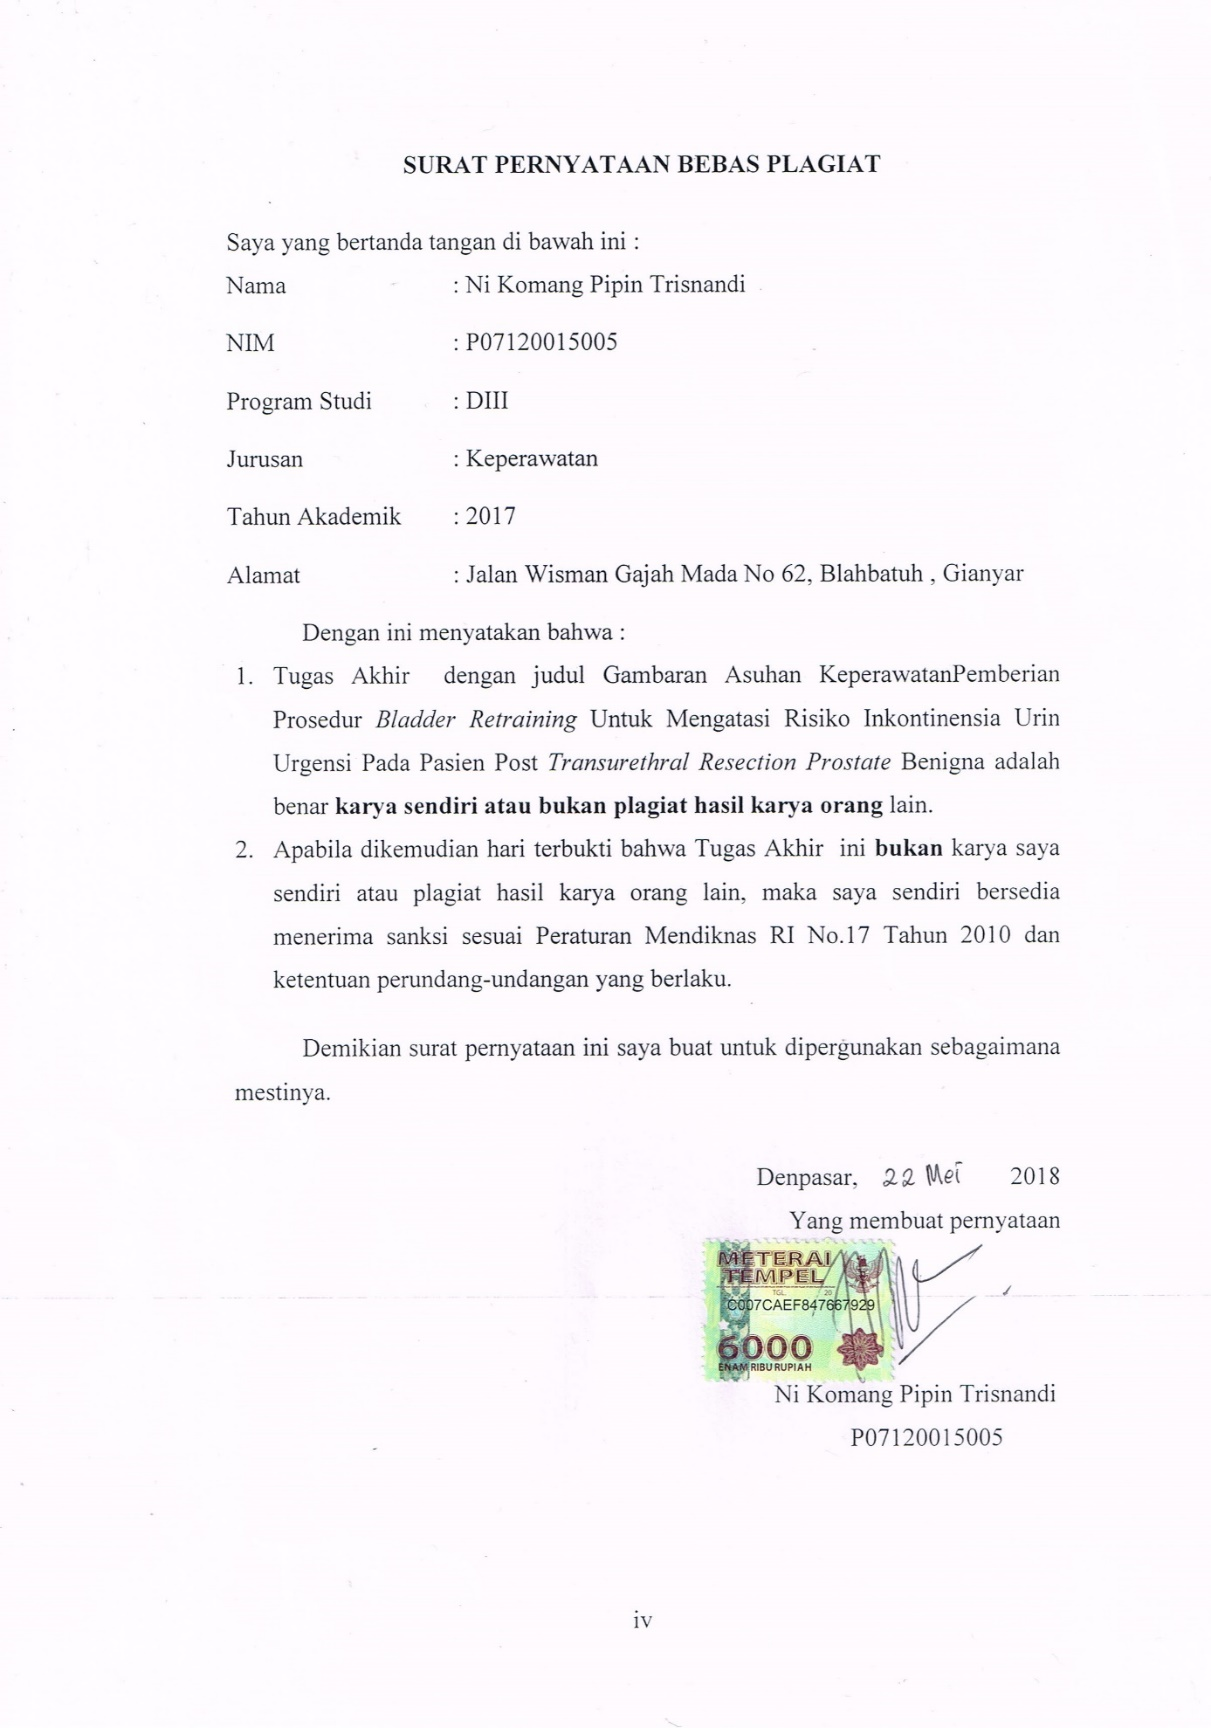 SURAT PERNYATAAN BEBAS PLAGIAT
Saya yang bertanda tangan di bawah ini :
Nama : Ni Komang Pipin Trisnandi
NIM : P07120015005
Program Studi : DIII
Jurusan : Keperawatan
Tahun Akademik : 2017
Alamat : Jalan Wisman Gajah Mada No 62, Blahbatuh , Gianyar
Dengan ini menyatakan bahwa :
1. Tugas Akhir dengan judul Gambaran Asuhan KeperawatanPemberian
Prosedur Bladder Retraining Untuk Mengatasi Risiko Inkontinensia Urin
Urgensi Pada Pasien Post Transurethral Resection Prostate Benigna adalah
benar karya sendiri atau bukan plagiat hasil karya orang lain.
2. Apabila dikemudian hari terbukti bahwa Tugas Akhir ini bukan karya saya
sendiri atau plagiat hasil karya orang lain, maka saya sendiri bersedia
menerima sanksi sesuai Peraturan Mendiknas RI No.17 Tahun 2010 dan
ketentuan perundang-undangan yang berlaku.
Demikian surat pernyataan ini saya buat untuk dipergunakan sebagaimana
mestinya.
Denpasar, 22 Mei 2018
Yang membuat pernyataan
METERAI
TEMPEL
TGL. 20
C007CAEF847667929
6000
ENAM RIBU RUPIAH
Ni Komang Pipin Trisnandi
P07120015005
iv